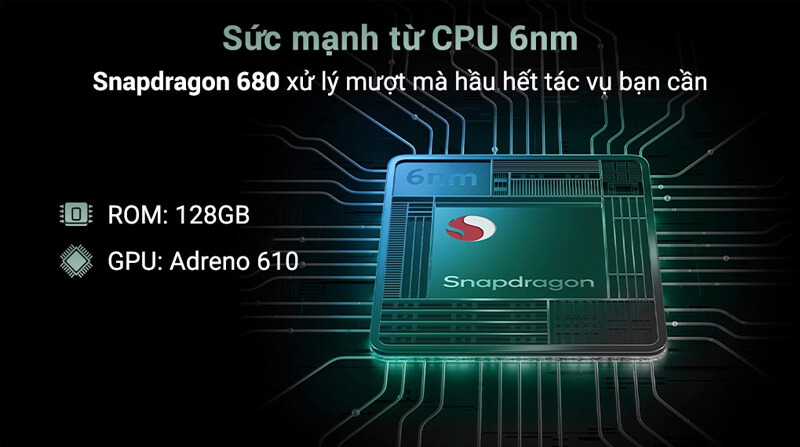 Sức mạnh từ CPU 6nm
Snapdragon 680 xử lý mượt mà hầu hết tác vụ bạn cần
6nm
ROM: 128GB
GPU: Adreno 610
Snapdragon